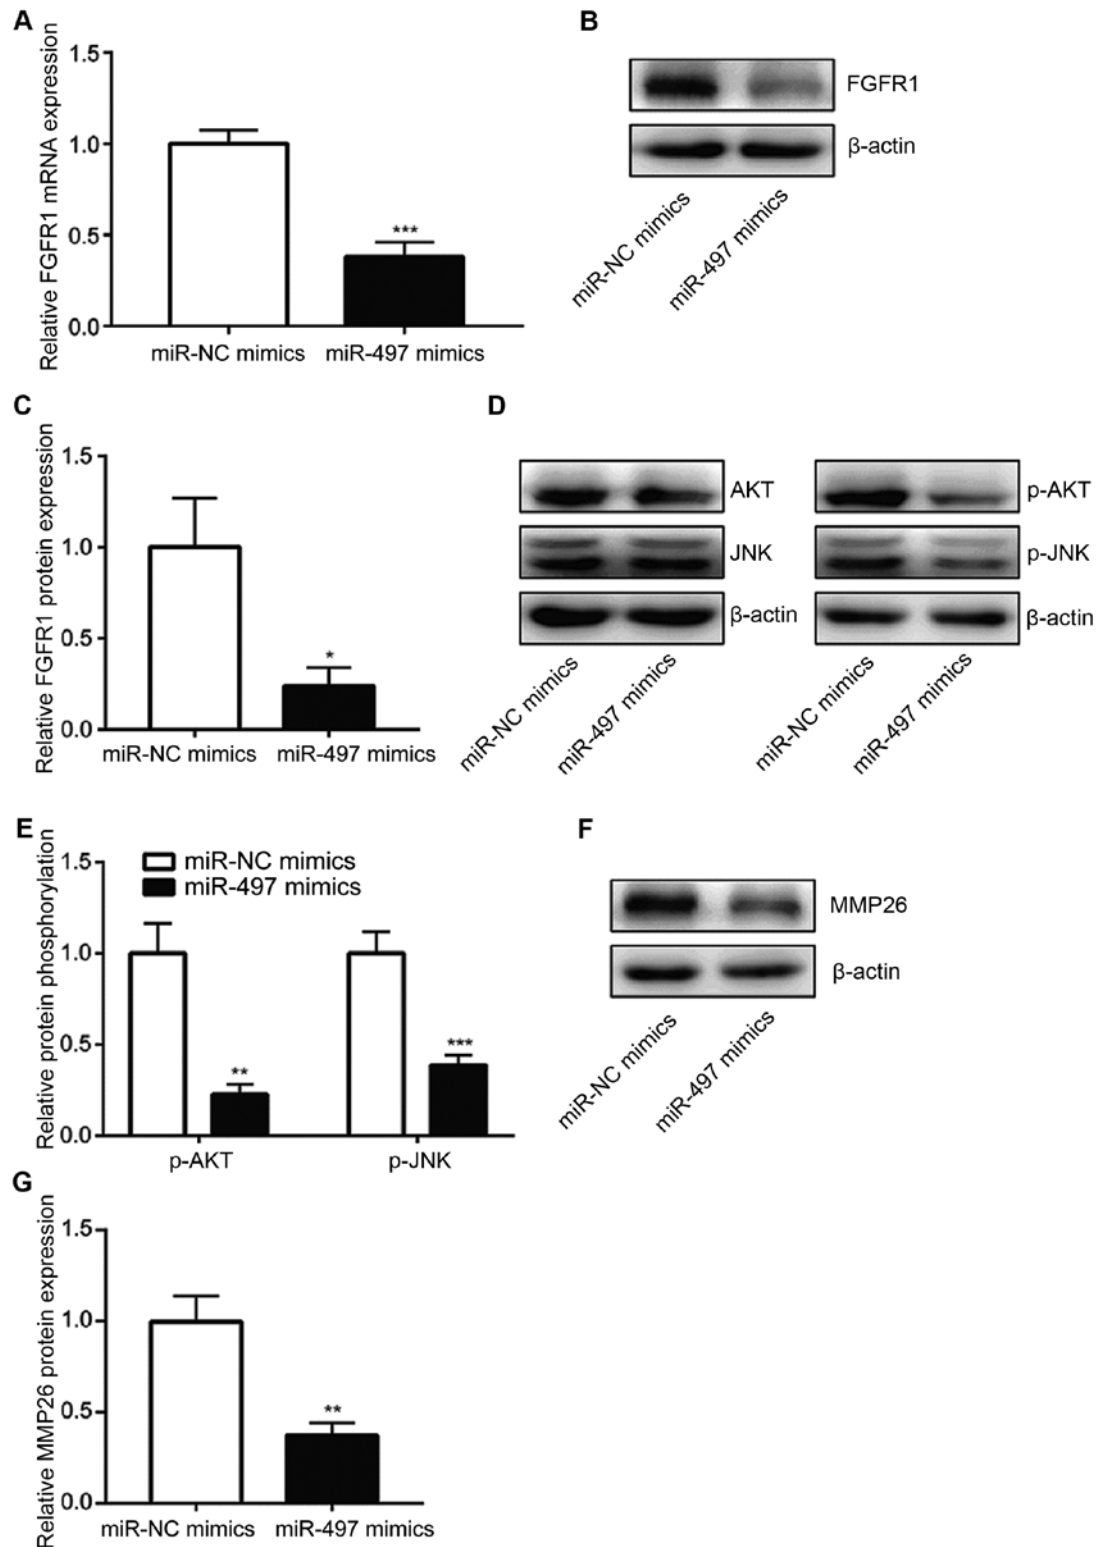 A
Relative FGFR1 mRNA expression
1.5
1.0
0.5
0.0
***
miR-NC mimics
miR-497 mimics
B
FGFR1
β-actin
miR-NC mimics
miR-497 mimics
C
Relative FGFR1 protein expression
1.5
1.0
0.5
0.0
*
miR-NC mimics
miR-497 mimics
D
AKT
JNK
β-actin
miR-NC mimics
miR-497 mimics
p-AKT
p-JNK
β-actin
miR-NC mimics
miR-497 mimics
E
Relative protein phosphorylation
1.5
1.0
0.5
0.0
miR-NC mimics
miR-497 mimics
**
***
p-AKT
p-JNK
F
MMP26
β-actin
miR-NC mimics
miR-497 mimics
G
Relative MMP26 protein expression
1.5
1.0
0.5
0.0
**
miR-NC mimics
miR-497 mimics